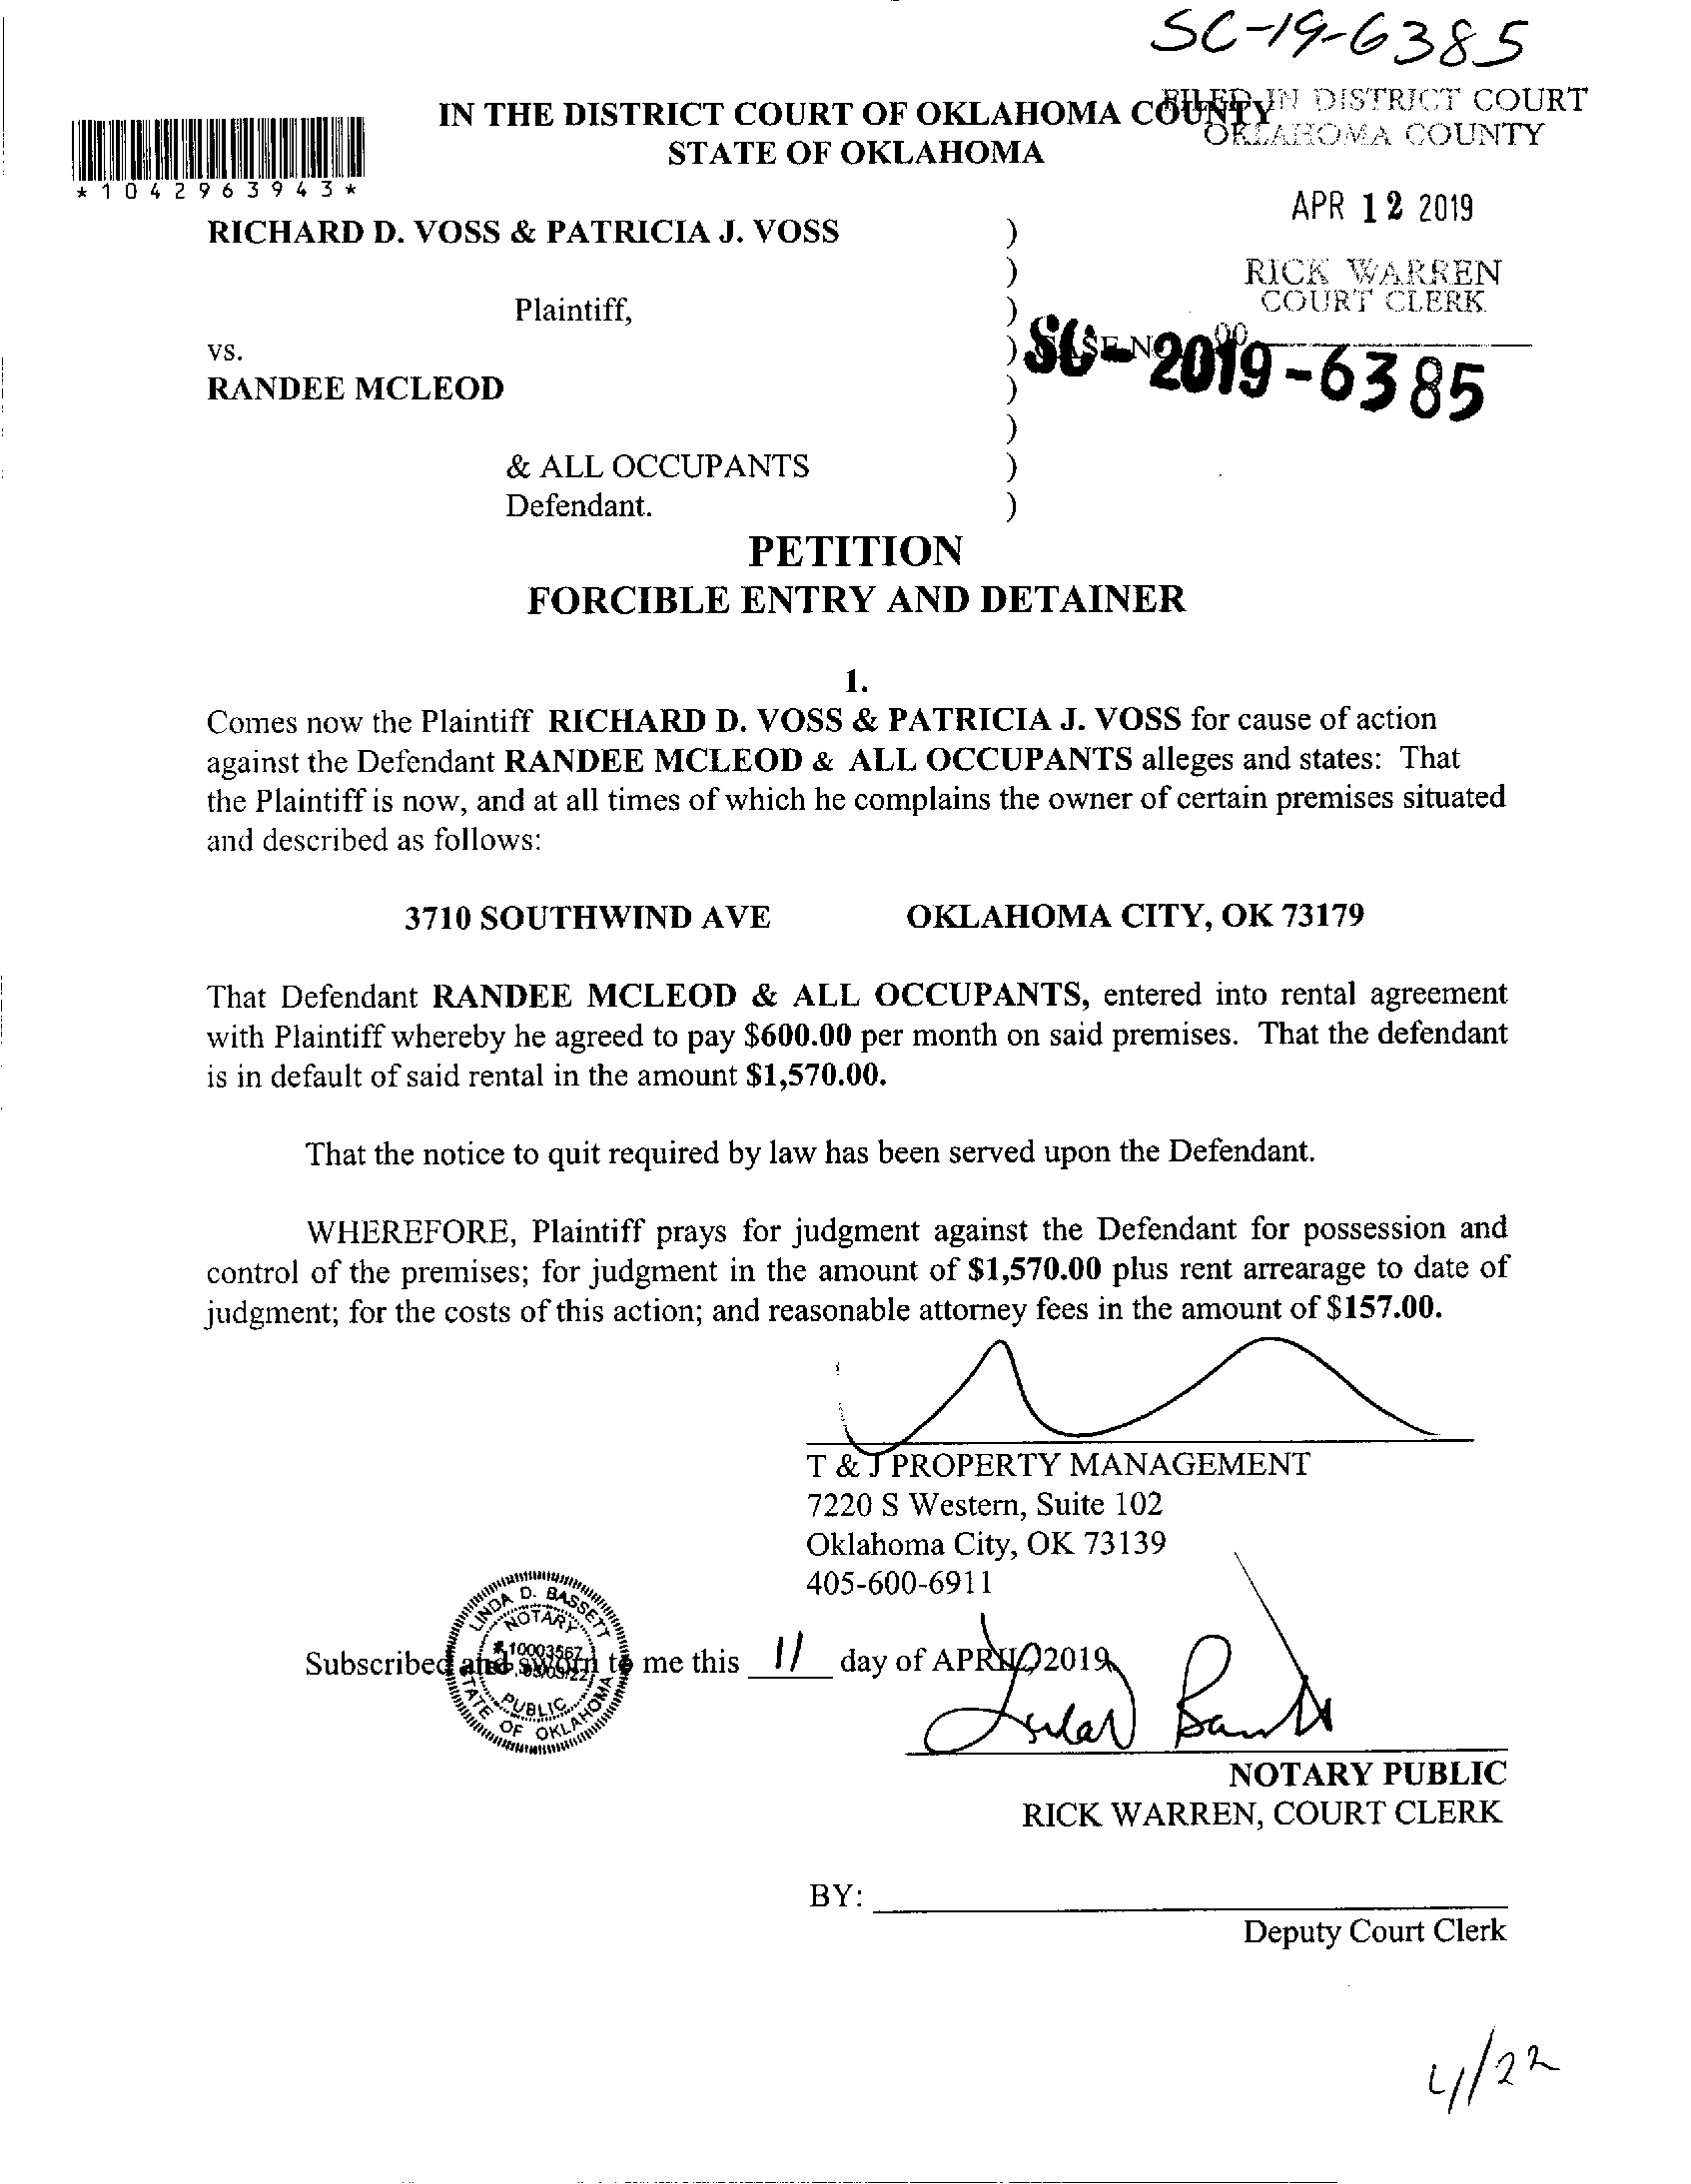 SC-19-6385
IN THE DISTRICT COURT OF OKLAHOMA COUNTY
STATE OF OKLAHOMA
FILED IN DISTRICT COURT
OKLAHOMA COUNTY
*1042963943*
APR 12 2019
RICHARD D. VOSS & PATRICIA J. VOSS )
)
RICK WARREN
COURT CLERK
Plaintiff, )
vs. )
SC-2019-6385
RANDEE MCLEOD )
)
& ALL OCCUPANTS )
Defendant. )
PETITION
FORCIBLE ENTRY AND DETAINER
1.
Comes now the Plaintiff RICHARD D. VOSS & PATRICIA J. VOSS for cause of action
against the Defendant RANDEE MCLEOD & ALL OCCUPANTS alleges and states: That
the Plaintiff is now, and at all times of which he complains the owner of certain premises situated
and described as follows:
3710 SOUTHWIND AVE OKLAHOMA CITY, OK 73179
That Defendant RANDEE MCLEOD & ALL OCCUPANTS, entered into rental agreement
with Plaintiff whereby he agreed to pay $600.00 per month on said premises. That the defendant
is in default of said rental in the amount $1,570.00.
That the notice to quit required by law has been served upon the Defendant.
WHEREFORE, Plaintiff prays for judgment against the Defendant for possession and
control of the premises; for judgment in the amount of $1,570.00 plus rent arrearage to date of
judgment; for the costs of this action; and reasonable attorney fees in the amount of $157.00.
T & J PROPERTY MANAGEMENT
7220 S Western, Suite 102
Oklahoma City, OK 73139
405-600-6911
LINDA D. BASSETT
NOTARY
# 10003567
EXP. 05/03/22
PUBLIC
STATE OF OKLAHOMA
Subscribed and sworn to me this 11 day of APRIL, 2019.
NOTARY PUBLIC
RICK WARREN, COURT CLERK
BY:
Deputy Court Clerk
4/22